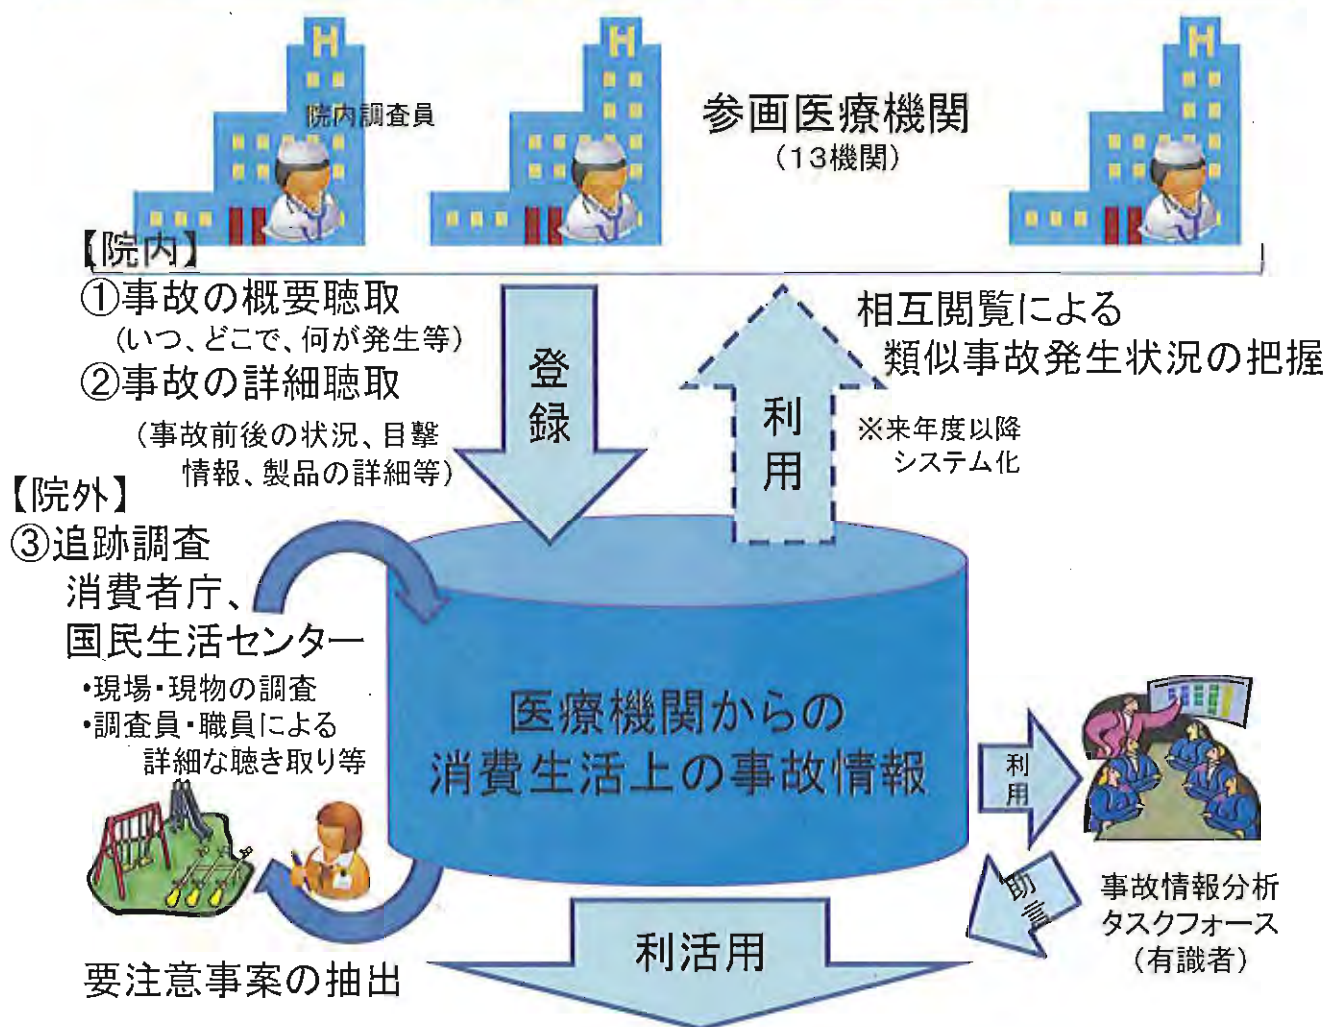 H
H
H
院内調査員
参画医療機関
(13機関)
【院内】
①事故の概要聴取
(いつ、どこで、何が発生等)
②事故の詳細聴取
(事故前後の状況、目撃
情報、製品の詳細等)
登録
利用
相互閲覧による
類似事故発生状況の把握
※来年度以降
システム化
【院外】
③追跡調査
消費者庁、
国民生活センター
•現場・現物の調査
•調査員・職員による
詳細な聴き取り等
医療機関からの
消費生活上の事故情報
利用
助言
事故情報分析
タスクフォース
(有識者)
要注意事案の抽出
利活用